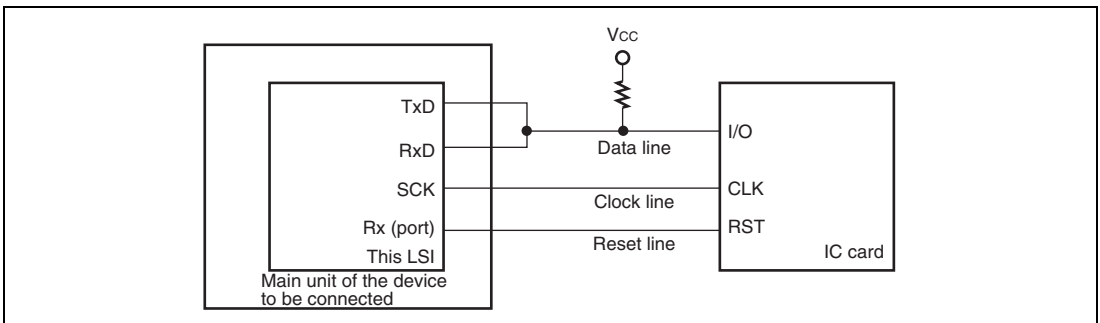 Vcc
TxD
RxD
SCK
Rx (port)
This LSI
Main unit of the device
to be connected
Data line
Clock line
Reset line
I/O
CLK
RST
IC card